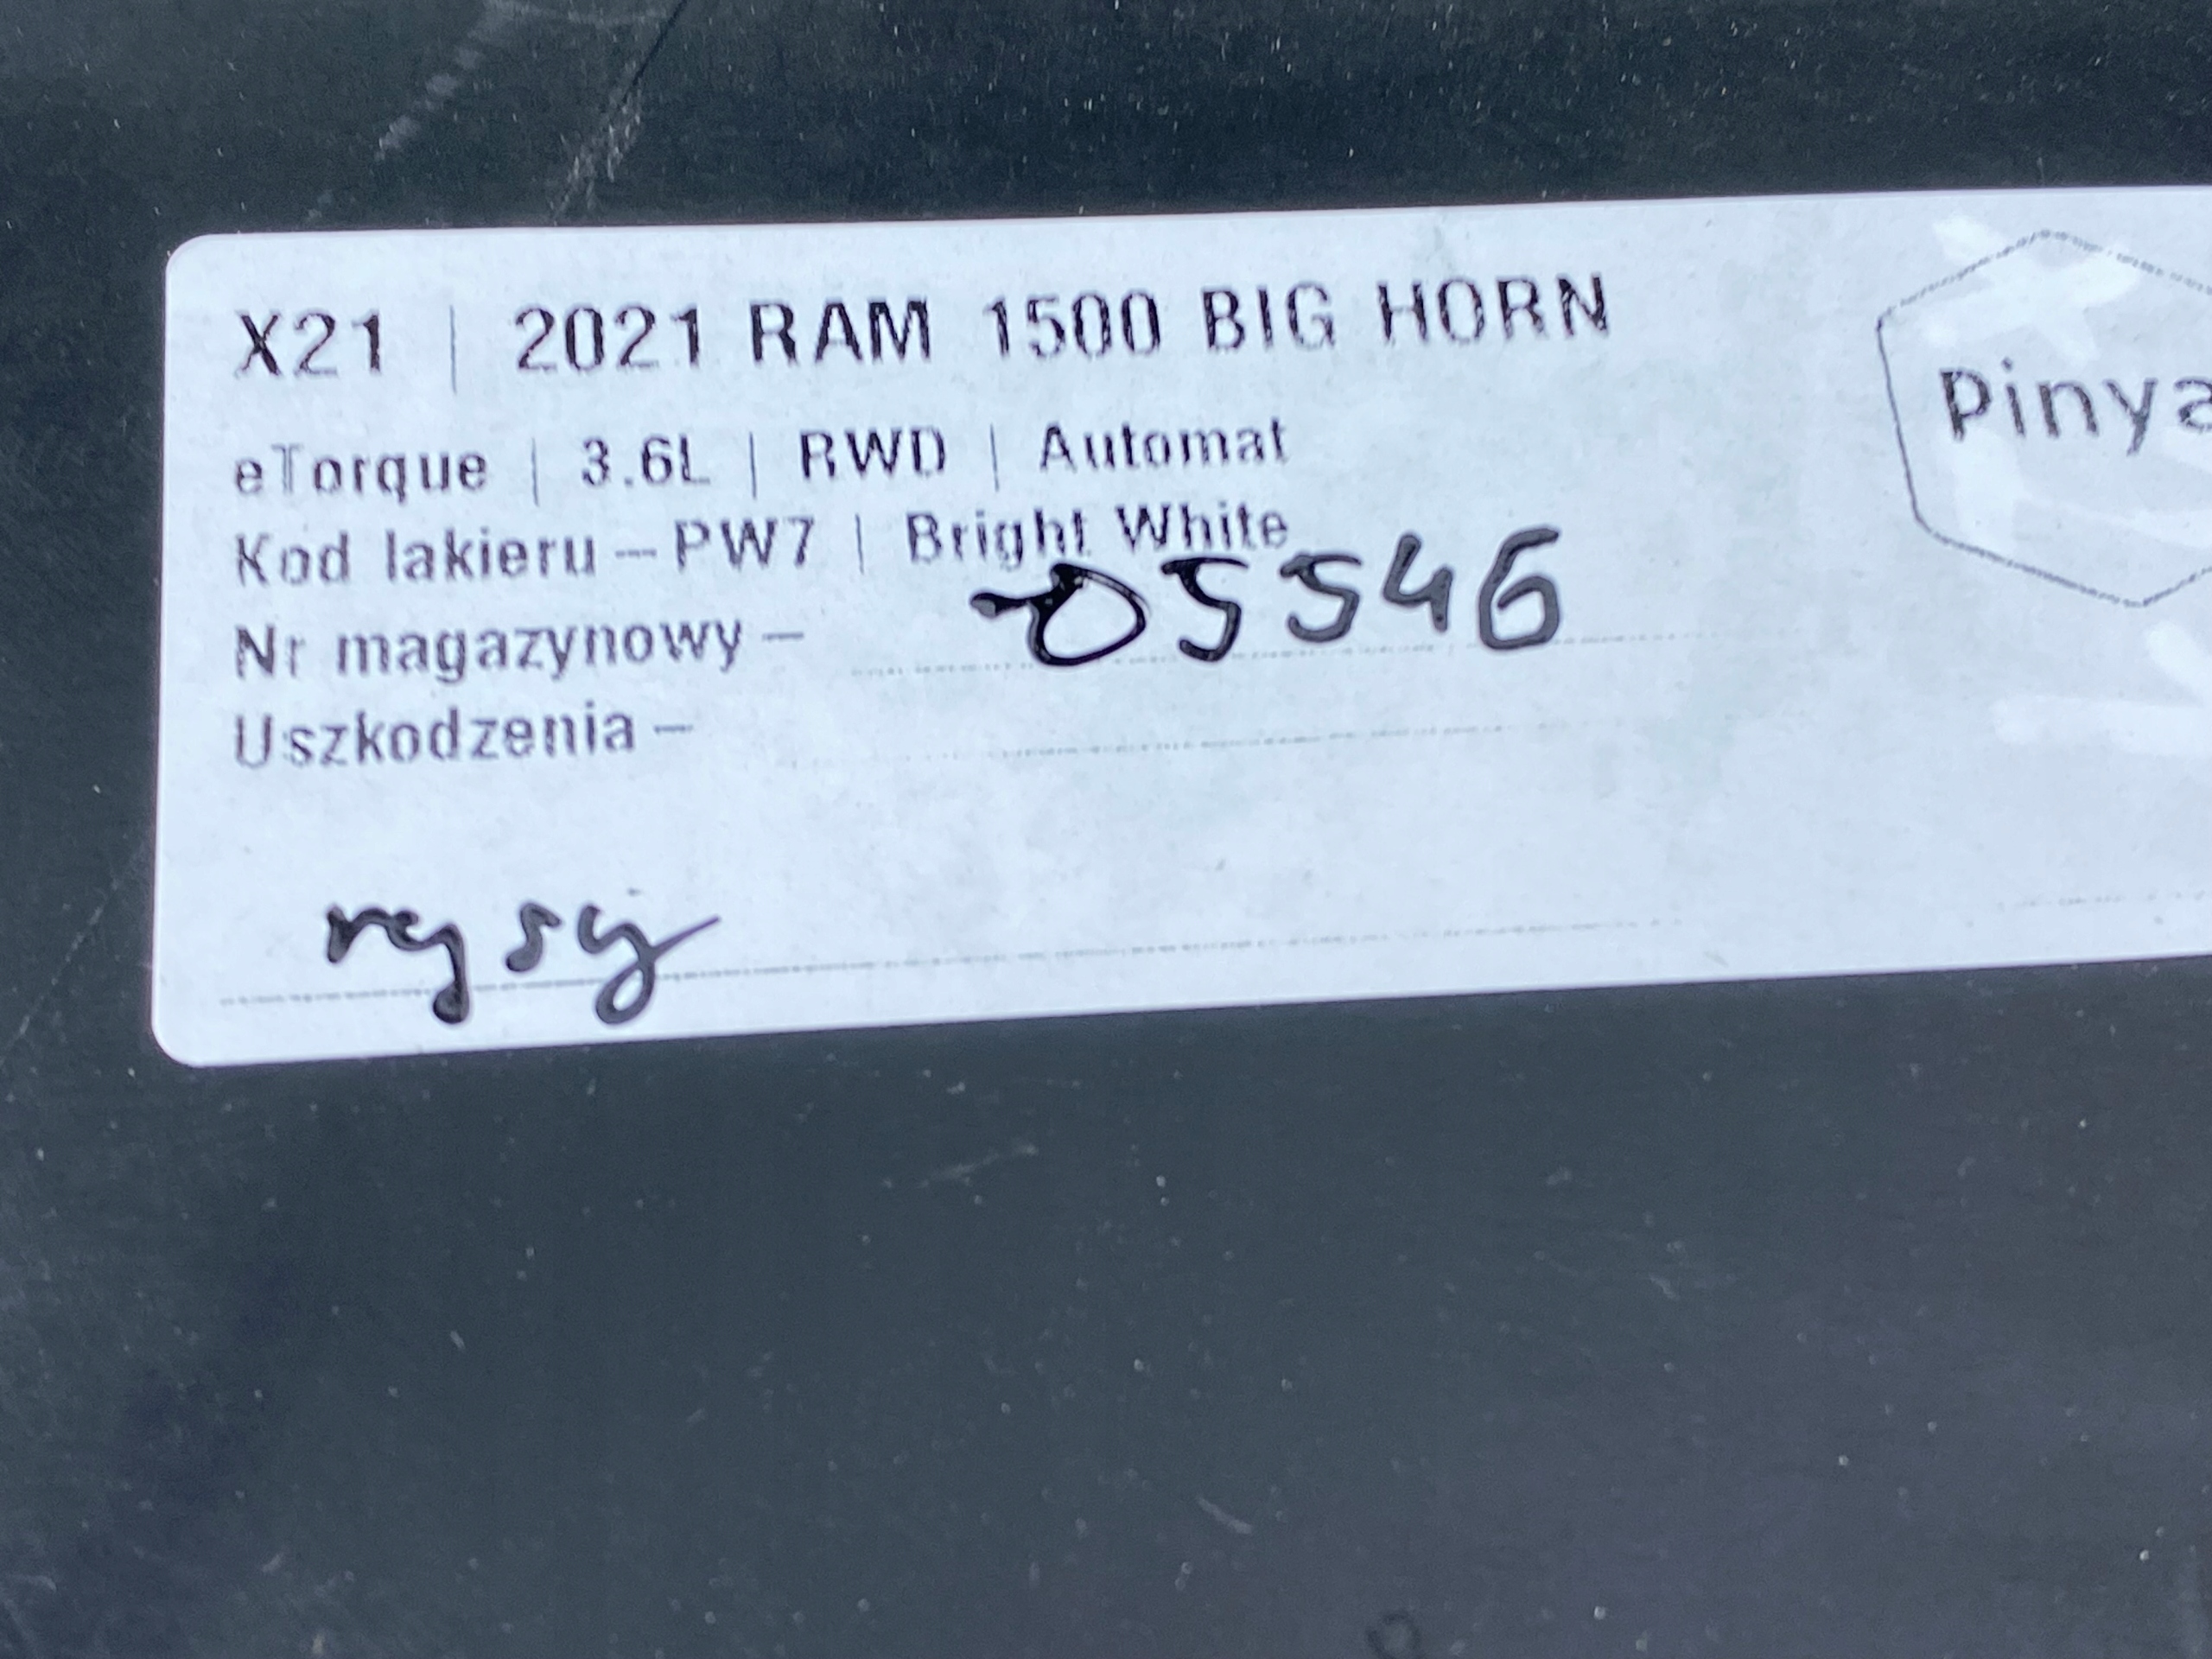 X21 | 2021 RAM 1500 BIG HORN
Pinya
eTorque | 3.6L | RWD | Automat
Kod lakieru – PW7 | Bright White
Nr magazynowy – 05546
Uszkodzenia –
rysy